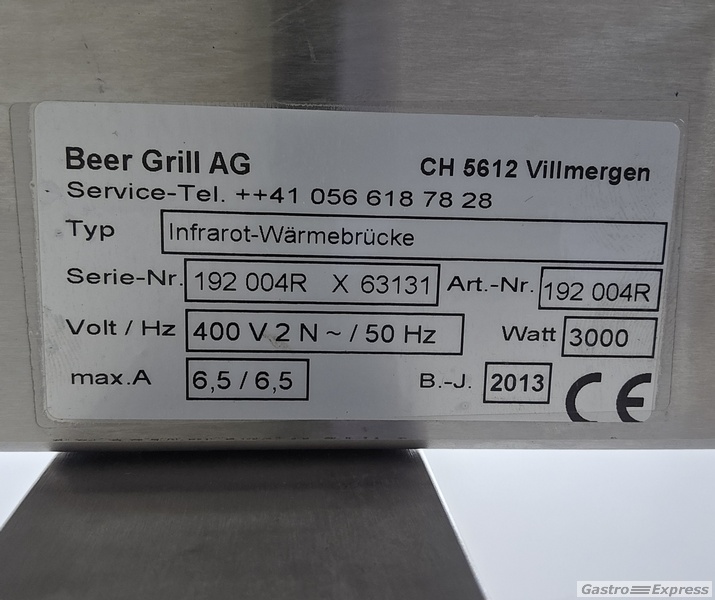 Beer Grill AG CH 5612 Villmergen
Service-Tel. ++41 056 618 78 28
Typ Infrarot-Wärmebrücke
Serie-Nr. 192 004R X 63131 Art.-Nr. 192 004R
Volt / Hz 400 V 2 N ~ / 50 Hz Watt 3000
max.A 6,5 / 6,5 B.-J. 2013 CE
Gastro Express